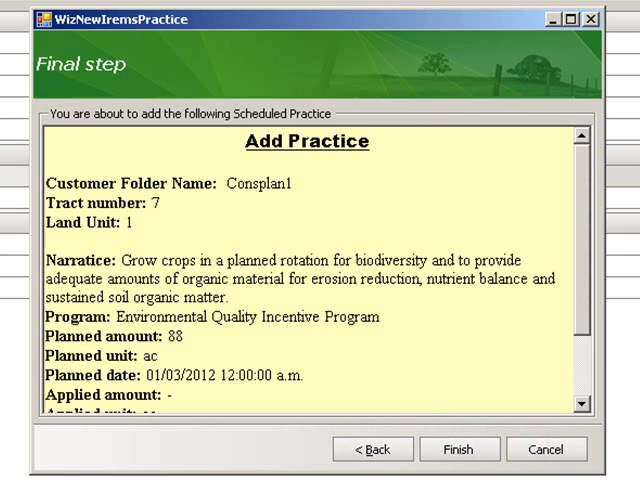 WizNewIremsPractice
Final step
You are about to add the following Scheduled Practice
Add Practice
Customer Folder Name: Consplan1
Tract number: 7
Land Unit: 1
Narratice: Grow crops in a planned rotation for biodiversity and to provide
adequate amounts of organic material for erosion reduction, nutrient balance and
sustained soil organic matter.
Program: Environmental Quality Incentive Program
Planned amount: 88
Planned unit: ac
Planned date: 01/03/2012 12:00:00 a.m.
Applied amount: -
< Back
Finish
Cancel